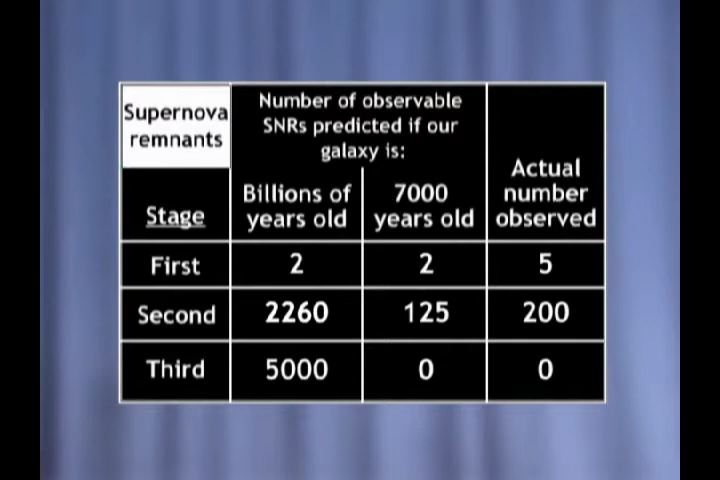 Supernova
remnants
Number of observable
SNRs predicted if our
galaxy is:
Stage
Billions of
years old
7000
years old
Actual
number
observed
First 2 2 5
Second 2260 125 200
Third 5000 0 0